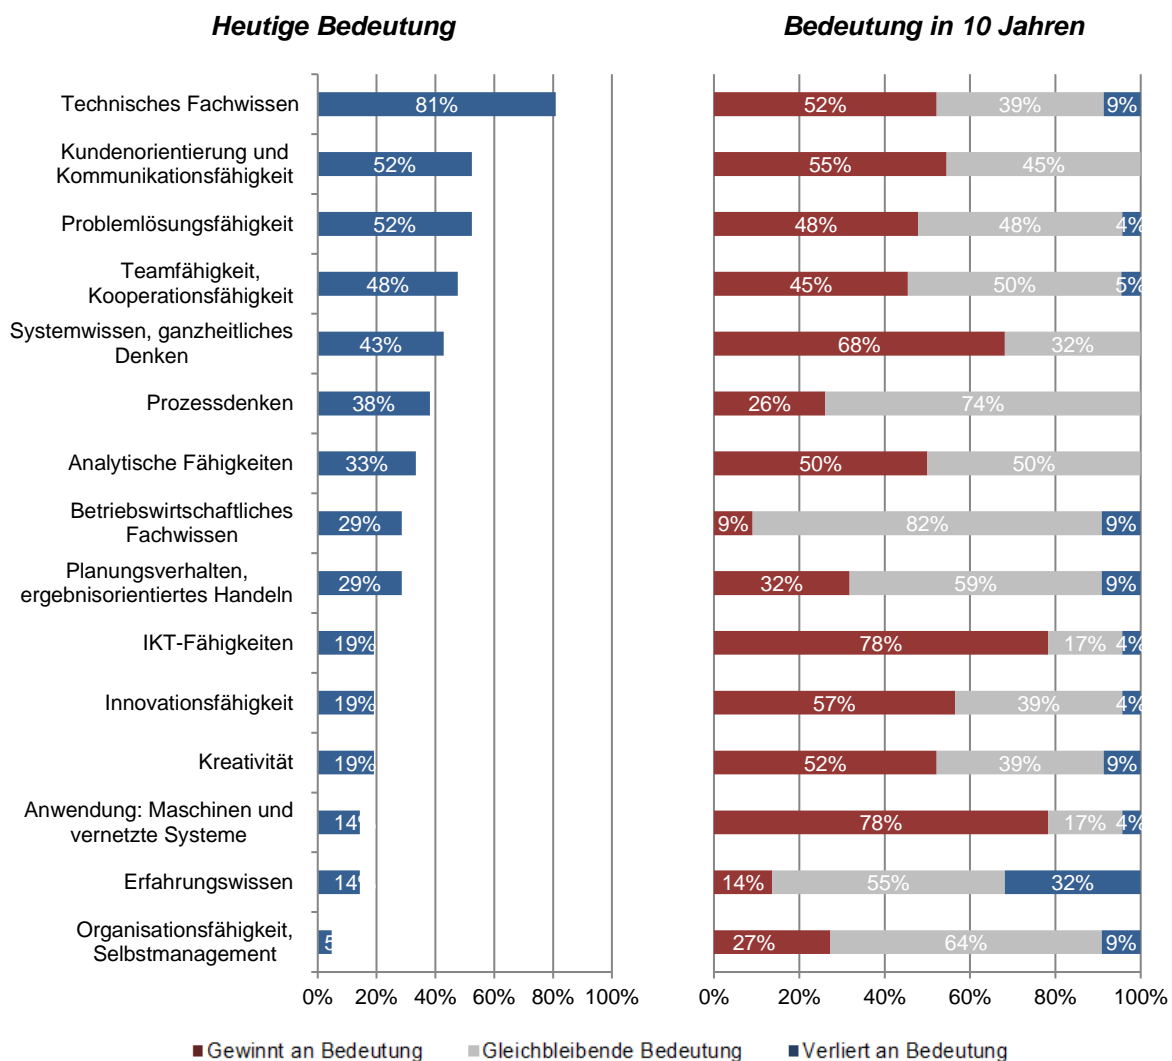 Heutige Bedeutung
Bedeutung in 10 Jahren
Technisches Fachwissen
81%
52%
39%
9%
Kundenorientierung und
Kommunikationsfähigkeit
52%
55%
45%
Problemlösungsfähigkeit
52%
48%
48%
4%
Teamfähigkeit,
Kooperationsfähigkeit
48%
45%
50%
5%
Systemwissen, ganzheitliches
Denken
43%
68%
32%
Prozessdenken
38%
26%
74%
Analytische Fähigkeiten
33%
50%
50%
Betriebswirtschaftliches
Fachwissen
29%
9%
82%
9%
Planungsverhalten,
ergebnisorientiertes Handeln
29%
32%
59%
9%
IKT-Fähigkeiten
19%
78%
17%
4%
Innovationsfähigkeit
19%
57%
39%
4%
Kreativität
19%
52%
39%
9%
Anwendung: Maschinen und
vernetzte Systeme
14%
78%
17%
4%
Erfahrungswissen
14%
14%
55%
32%
Organisationsfähigkeit,
Selbstmanagement
5
27%
64%
9%
0% 20% 40% 60% 80% 100%
0% 20% 40% 60% 80% 100%
Gewinnt an Bedeutung
Gleichbleibende Bedeutung
Verliert an Bedeutung